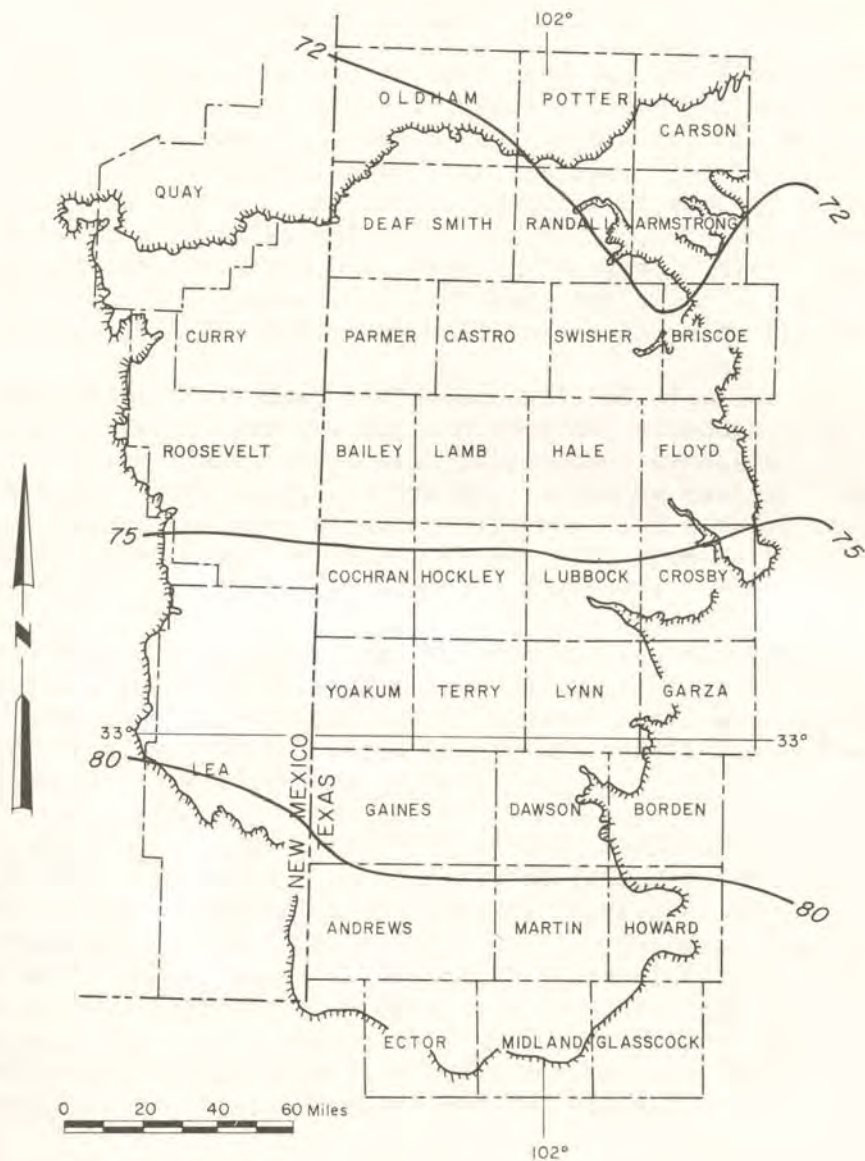 102°
72
OLDHAM POTTER
CARSON
QUAY
DEAF SMITH RANDALL ARMSTRONG
72
CURRY PARMER CASTRO SWISHER BRISCOE
ROOSEVELT BAILEY LAMB HALE FLOYD
75
75
COCHRAN HOCKLEY LUBBOCK CROSBY
N
YOAKUM TERRY LYNN GARZA
33°
33°
80
LEA
NEW MEXICO
TEXAS
GAINES DAWSON BORDEN
80
ANDREWS MARTIN HOWARD
ECTOR MIDLAND GLASSCOCK
0 20 40 60 Miles
102°